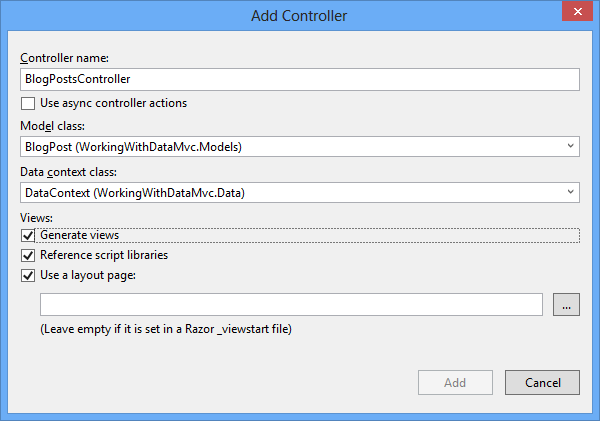 Add Controller
Controller name:
BlogPostsController
Use async controller actions
Model class:
BlogPost (WorkingWithDataMvc.Models)
Data context class:
DataContext (WorkingWithDataMvc.Data)
Views:
Generate views
Reference script libraries
Use a layout page:
...
(Leave empty if it is set in a Razor _viewstart file)
Add Cancel